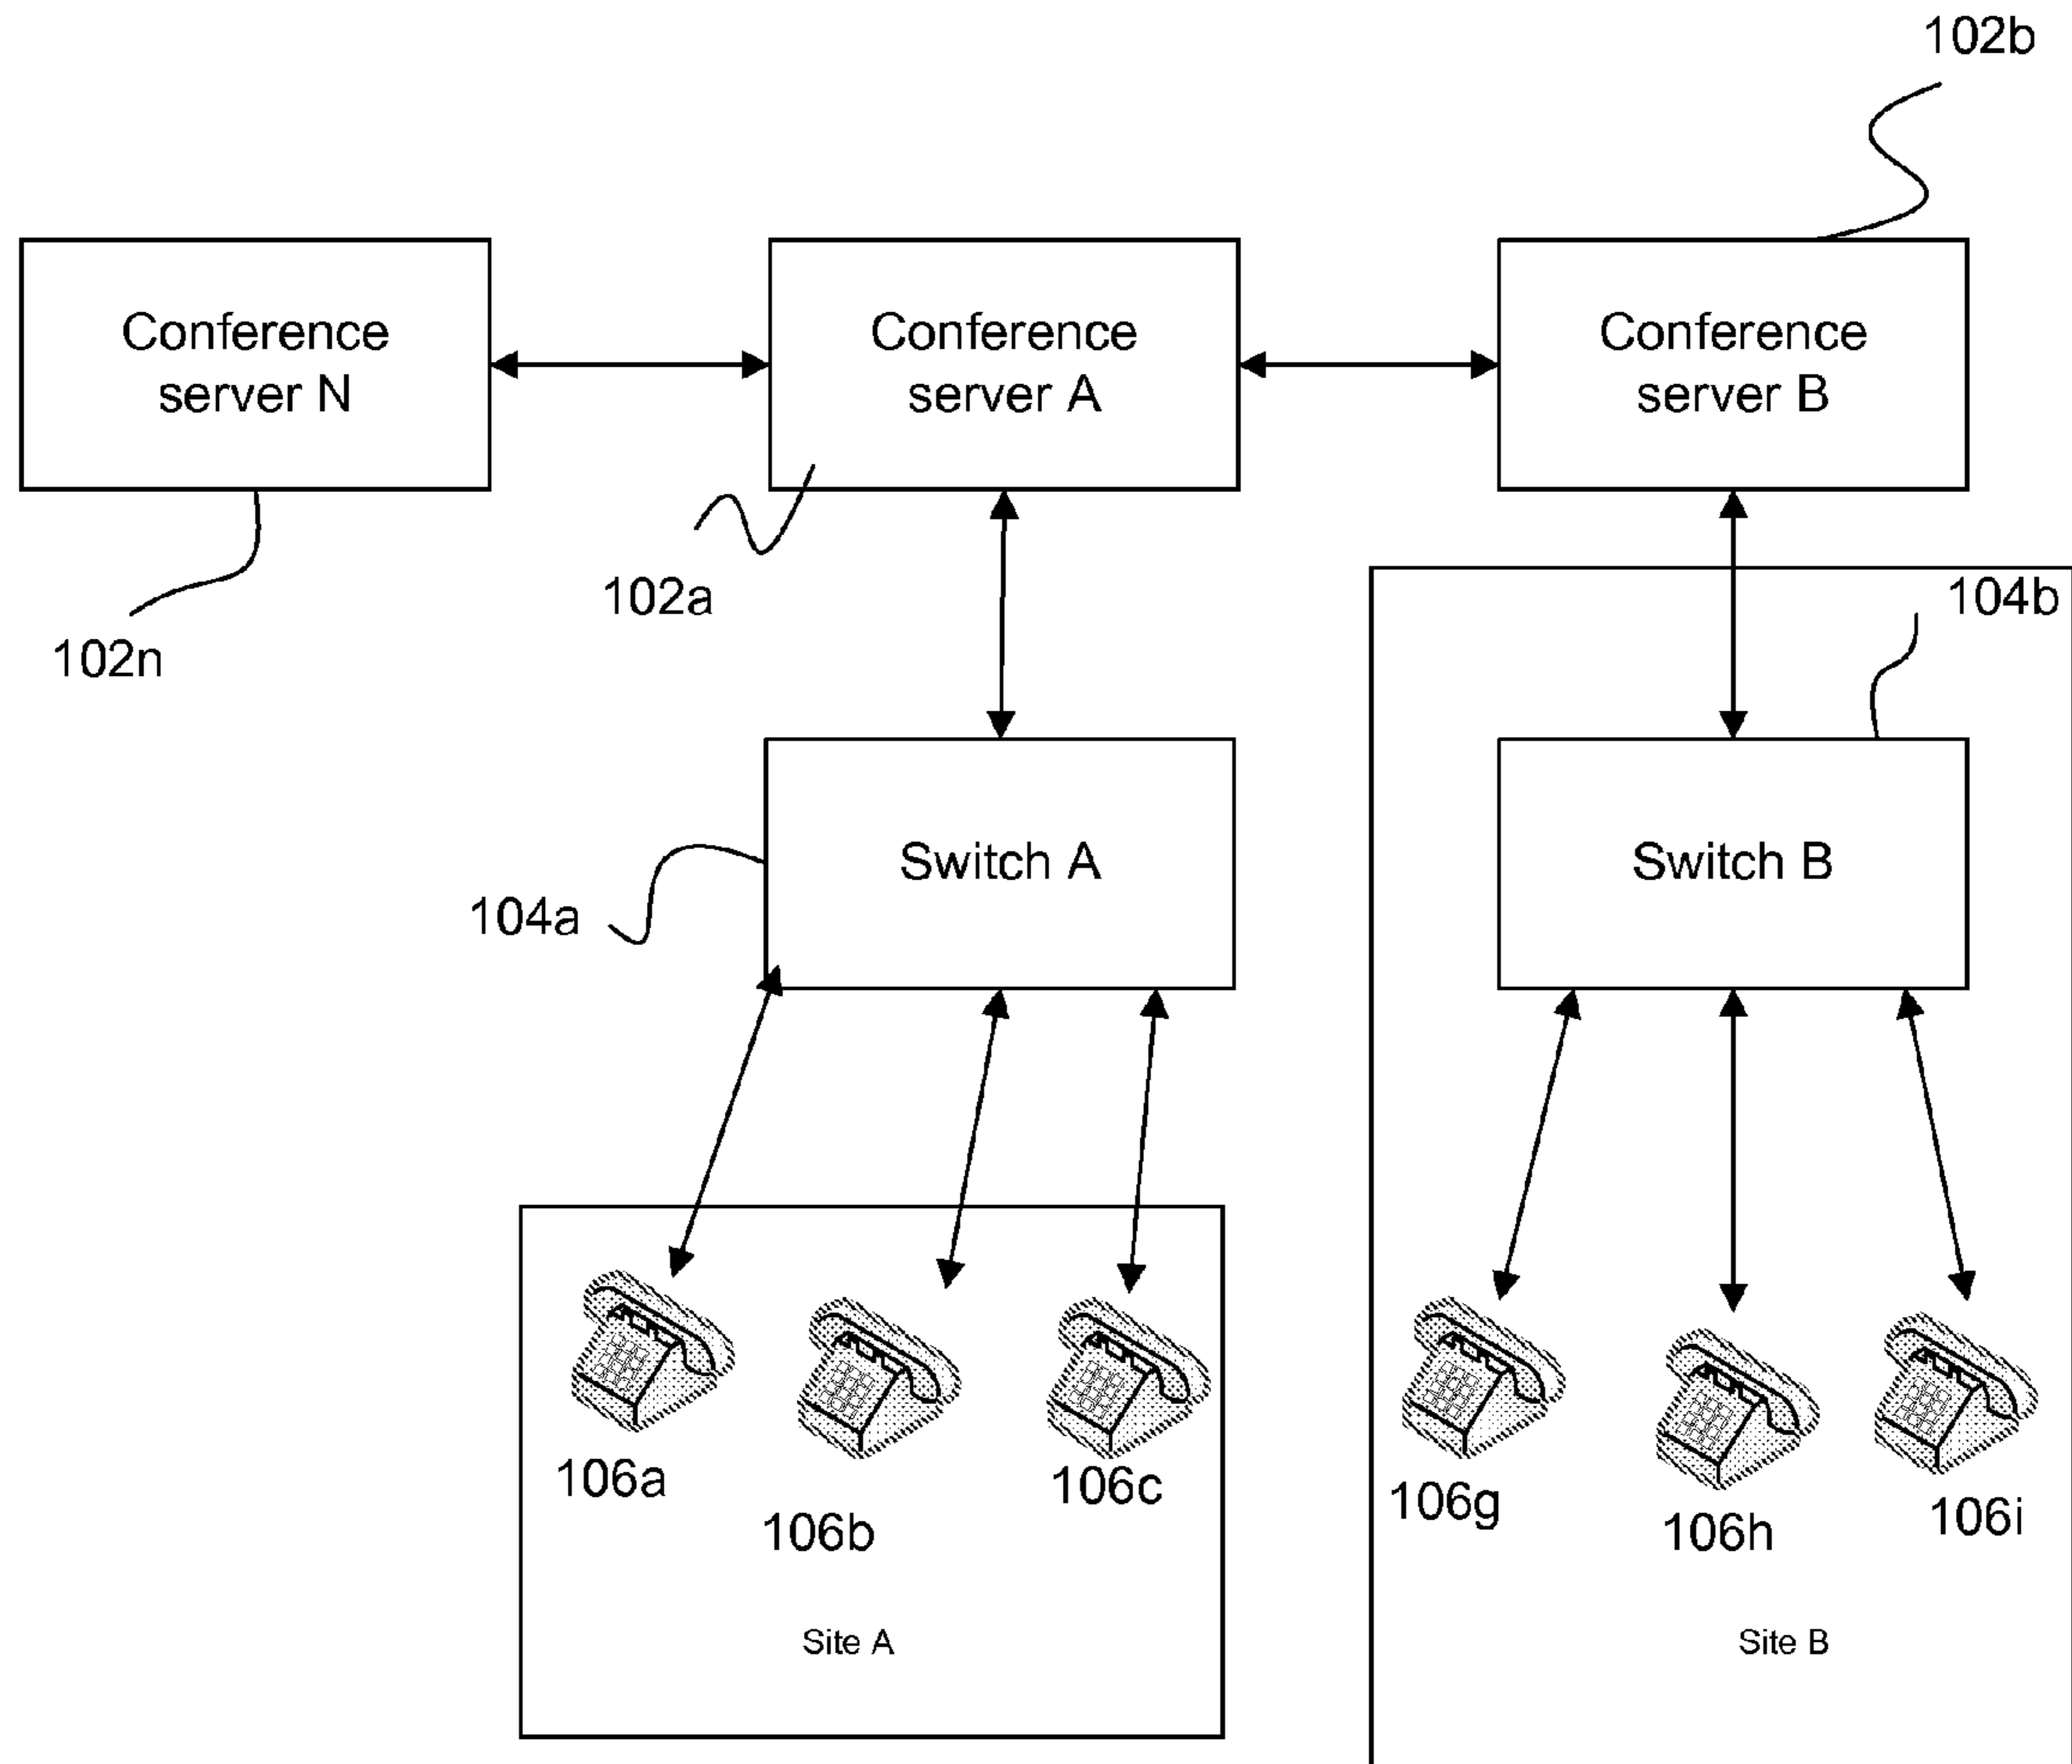 102b
Conference
server N
Conference
server A
Conference
server B
102n
102a
104b
Switch A
Switch B
104a
106a
106b
106c
106g
106h
106i
Site A
Site B